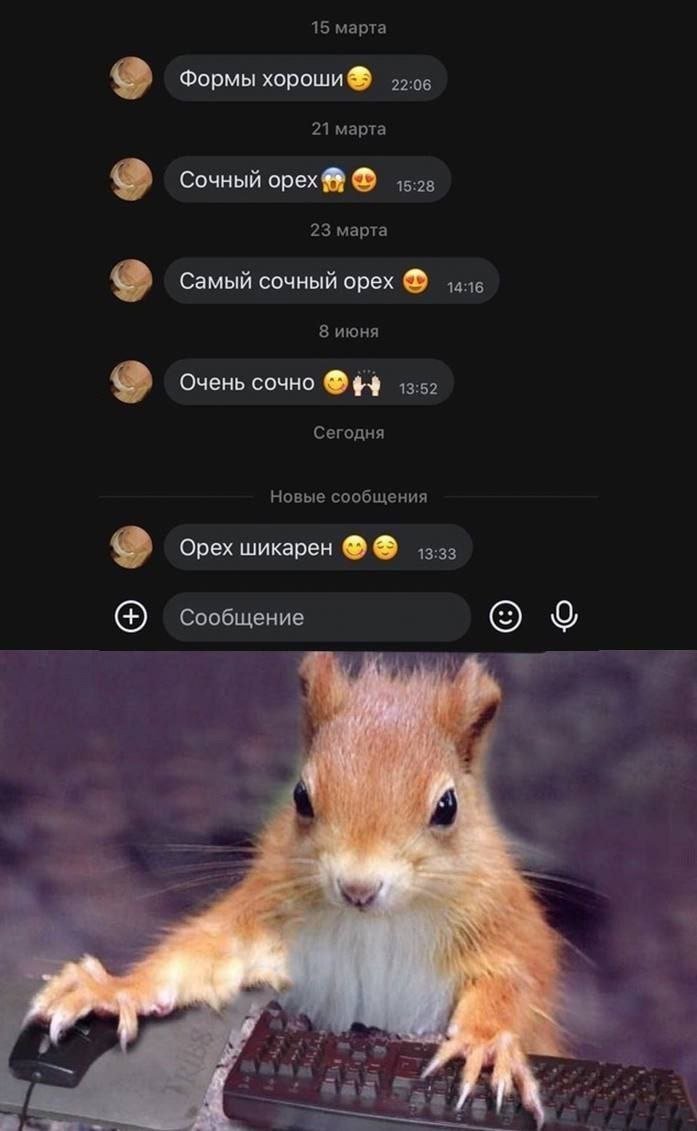 15 марта
Формы хороши😏 22:06
21 марта
Сочный орех😱😍 15:28
23 марта
Самый сочный орех 😍 14:16
8 июня
Очень сочно 😋🙌🏻 13:52
Сегодня
Новые сообщения
Орех шикарен 😋😌 13:33
Сообщение